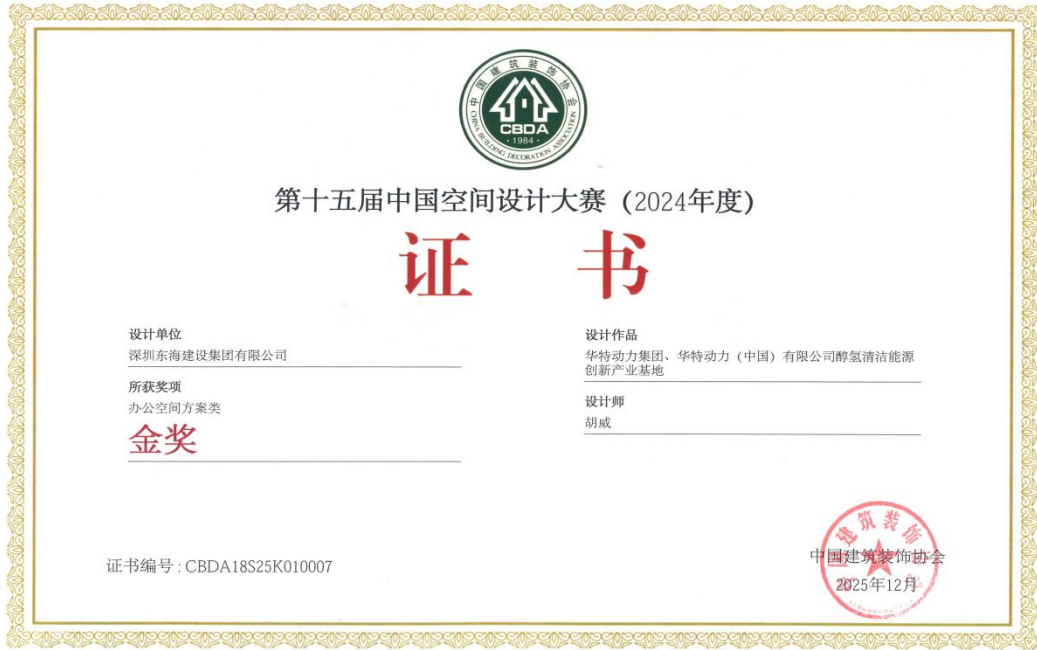 中国建筑装饰协会
CBDA
·1984·
CHINA BUILDING DECORATION ASSOCIATION
第十五届中国空间设计大赛（2024年度）
证 书
设计单位
深圳东海建设集团有限公司
所获奖项
办公空间方案类
金奖
设计作品
华特动力集团、华特动力（中国）有限公司醇氢清洁能源
创新产业基地
设计师
胡威
证书编号：CBDA18S25K010007
中国建筑装饰协会
中国建筑装饰协会
2025年12月